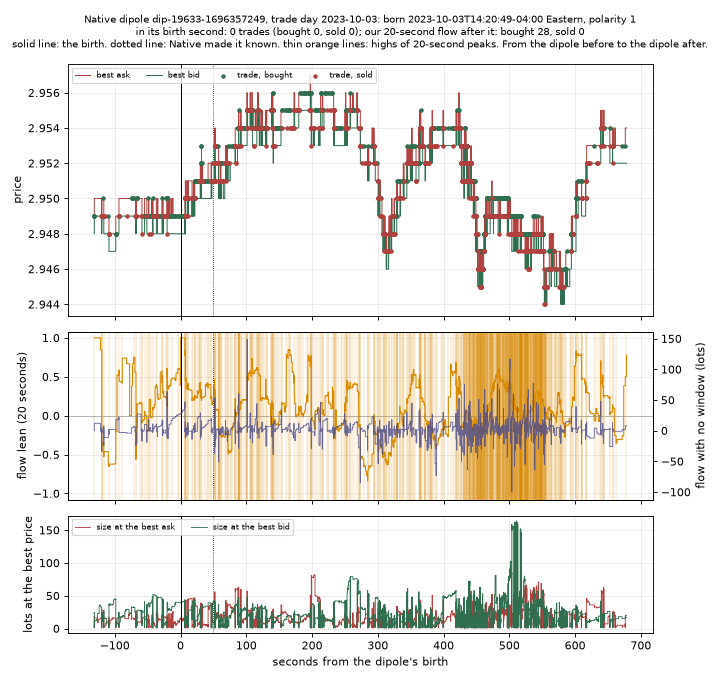 Native dipole dip-19633-1696357249, trade day 2023-10-03: born 2023-10-03T14:20:49-04:00 Eastern, polarity 1
in its birth second: 0 trades (bought 0, sold 0); our 20-second flow after it: bought 28, sold 0
solid line: the birth. dotted line: Native made it known. thin orange lines: highs of 20-second peaks. From the dipole before to the dipole after.
best ask best bid trade, bought trade, sold
price
2.956
2.954
2.952
2.950
2.948
2.946
2.944
flow lean (20 seconds)
1.0
0.5
0.0
−0.5
−1.0
150
100
50
0
−50
−100
flow with no window (lots)
size at the best ask size at the best bid
lots at the best price
150
100
50
0
−100 0 100 200 300 400 500 600 700
seconds from the dipole's birth